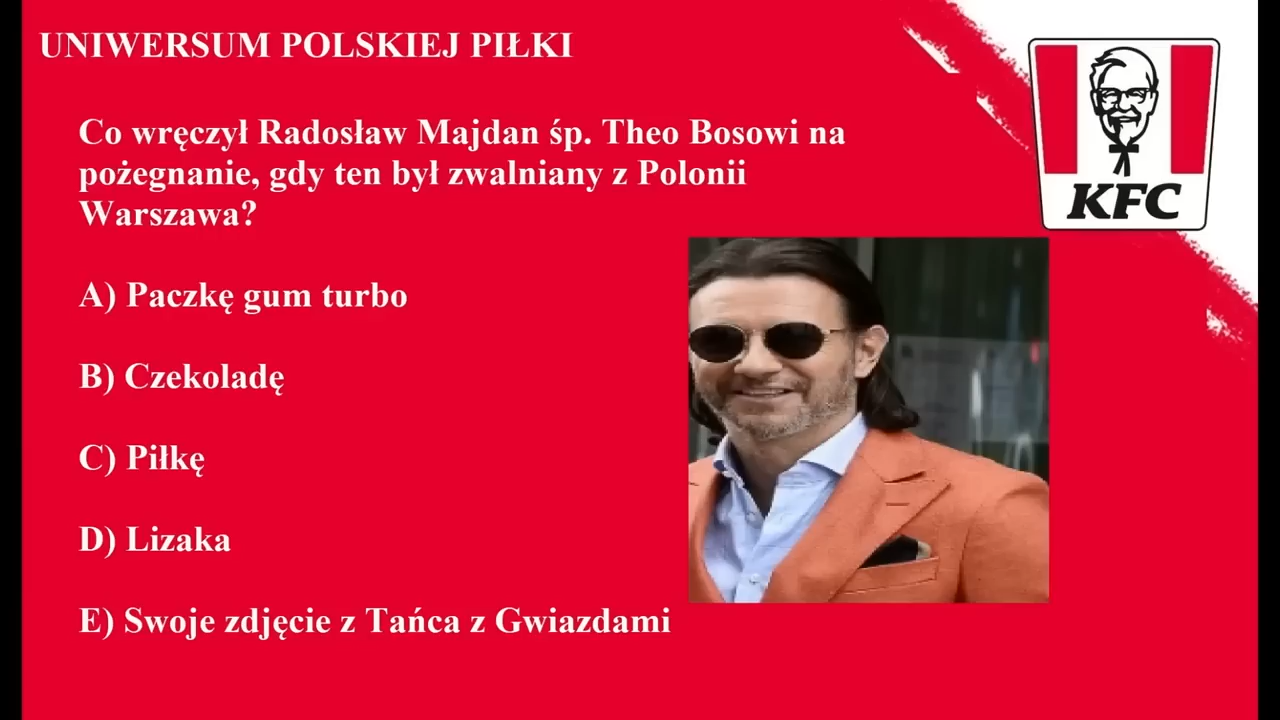 UNIWERSUM POLSKIEJ PIŁKI
Co wręczył Radosław Majdan śp. Theo Bosowi na
pożegnanie, gdy ten był zwalniany z Polonii
Warszawa?
A) Paczkę gum turbo
B) Czekoladę
C) Piłkę
D) Lizaka
E) Swoje zdjęcie z Tańca z Gwiazdami
KFC